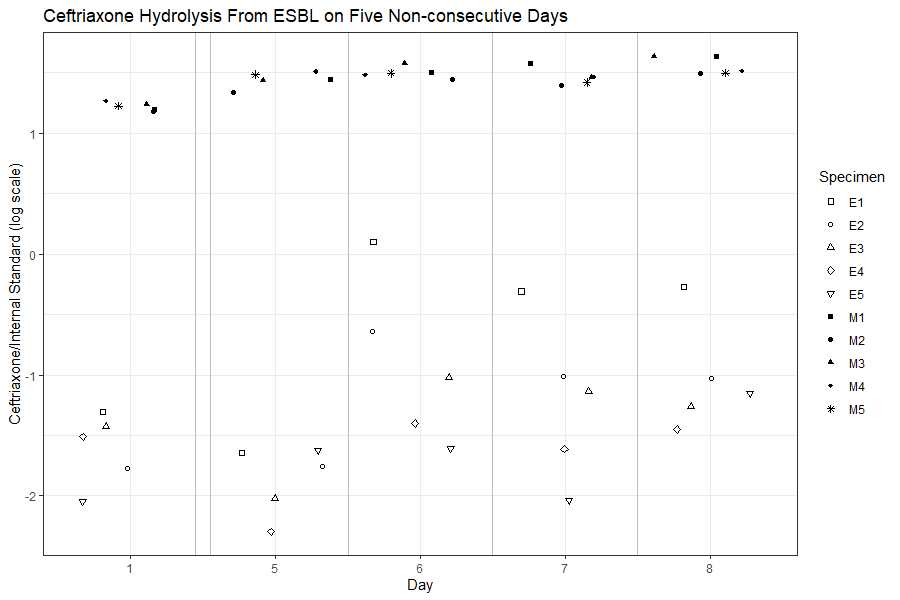 Ceftriaxone Hydrolysis From ESBL on Five Non-consecutive Days
Ceftriaxone/Internal Standard (log scale)
1
0
-1
-2
1
5
6
7
8
Day
Specimen
E1
E2
E3
E4
E5
M1
M2
M3
M4
M5